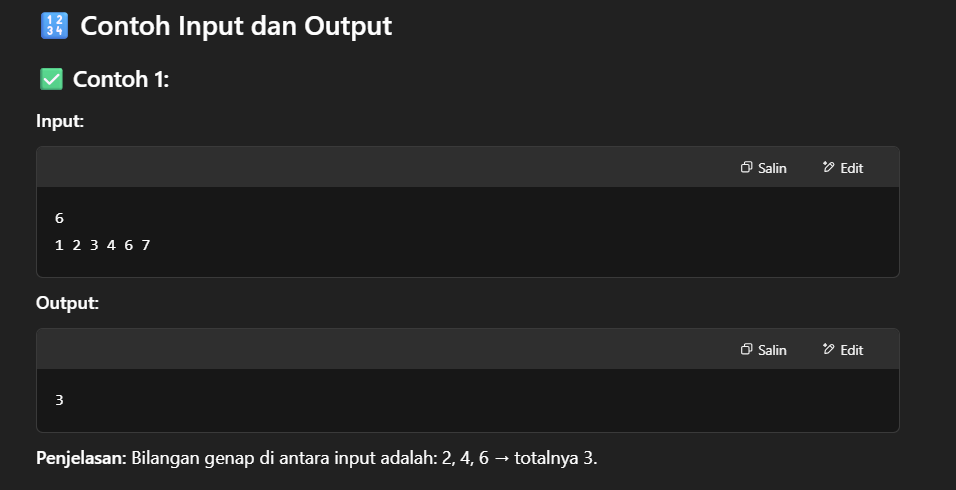 🔢 Contoh Input dan Output
✅ Contoh 1:
Input:
Salin Edit
6
1 2 3 4 6 7
Output:
Salin Edit
3
Penjelasan: Bilangan genap di antara input adalah: 2, 4, 6 → totalnya 3.